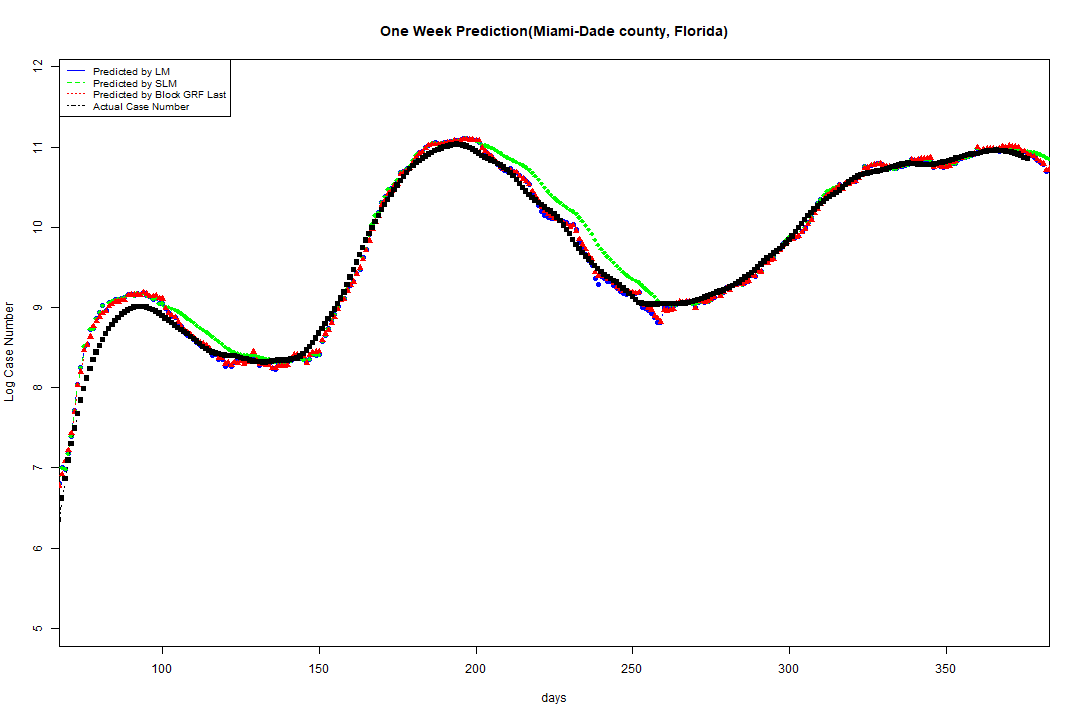 One Week Prediction(Miami-Dade county, Florida)
Predicted by LM
Predicted by SLM
Predicted by Block GRF Last
Actual Case Number
12
11
10
9
8
7
6
5
Log Case Number
100 150 200 250 300 350
days